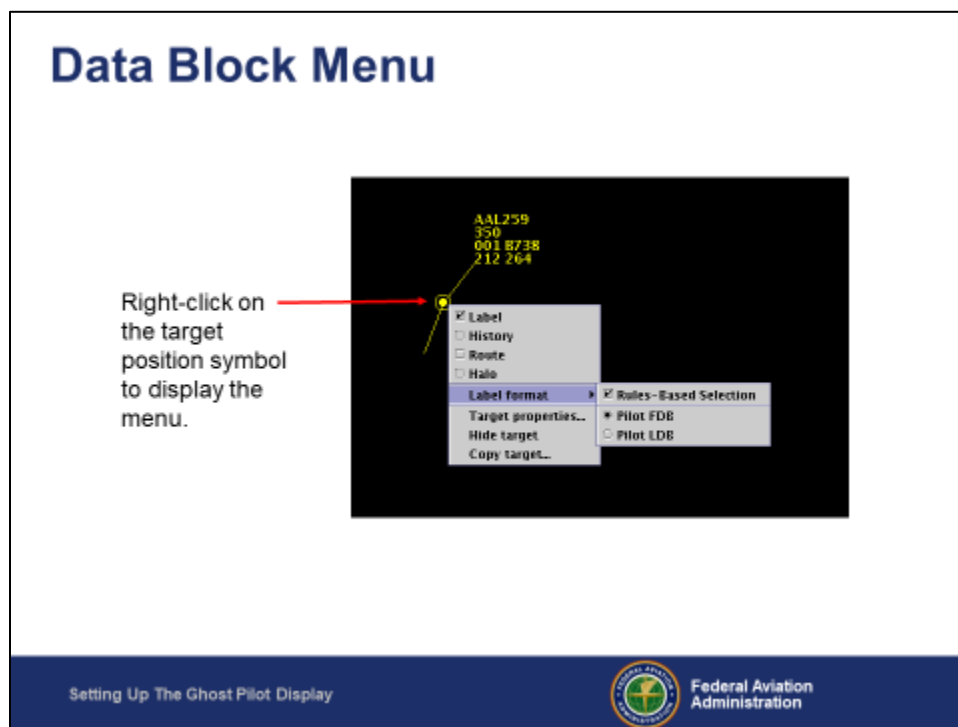 Data Block Menu
AAL259
350
001 B738
212 264
Right-click on
the target
position symbol
to display the
menu.
Label
History
Route
Halo
Label format
Rules-Based Selection
Target properties...
Pilot FDB
Hide target
Pilot LDB
Copy target...
Setting Up The Ghost Pilot Display
Federal Aviation
Administration